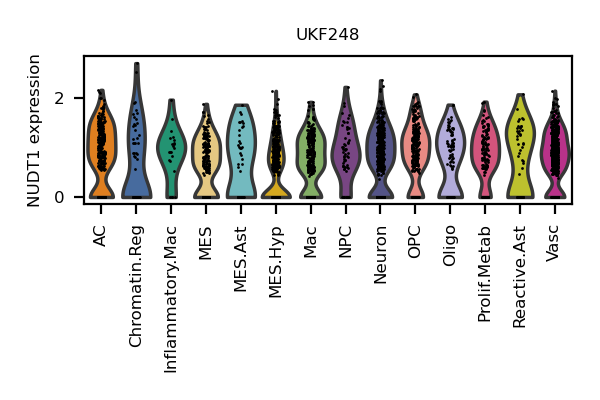 UKF248
NUDT1 expression
2
0
AC
Chromatin.Reg
Inflammatory.Mac
MES
MES.Ast
MES.Hyp
Mac
NPC
Neuron
OPC
Oligo
Prolif.Metab
Reactive.Ast
Vasc